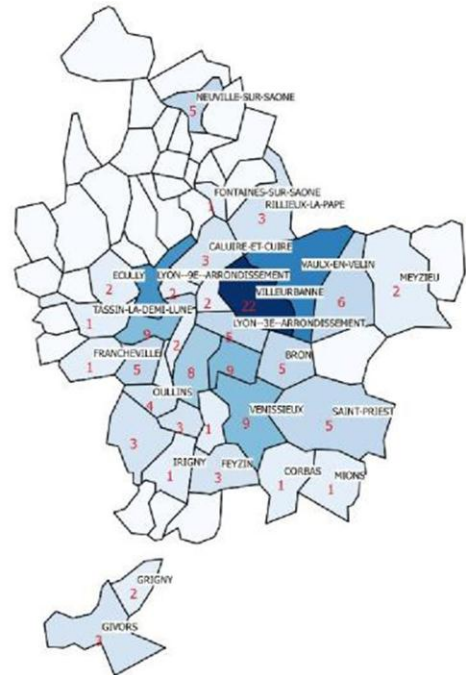 NEUVILLE-SUR-SAONE
5
FONTAINES-SUR-SAONE
1
RILLIEUX-LA-PAPE
3
CALUIRE-ET-CUIRE
3
ECULLY
LYON--9E--ARRONDISSEMENT
VAULX-EN-VELIN
MEYZIEU
2
2
2
VILLEURBANNE
22
6
2
TASSIN-LA-DEMI-LUNE
1
9
LYON--3E--ARRONDISSEMENT
2
FRANCHEVILLE
BRON
1
5
8
9
5
OULLINS
4
VENISSIEUX
SAINT-PRIEST
3
3
1
9
5
IRIGNY
FEYZIN
CORBAS
MIONS
1
3
1
1
GRIGNY
2
GIVORS